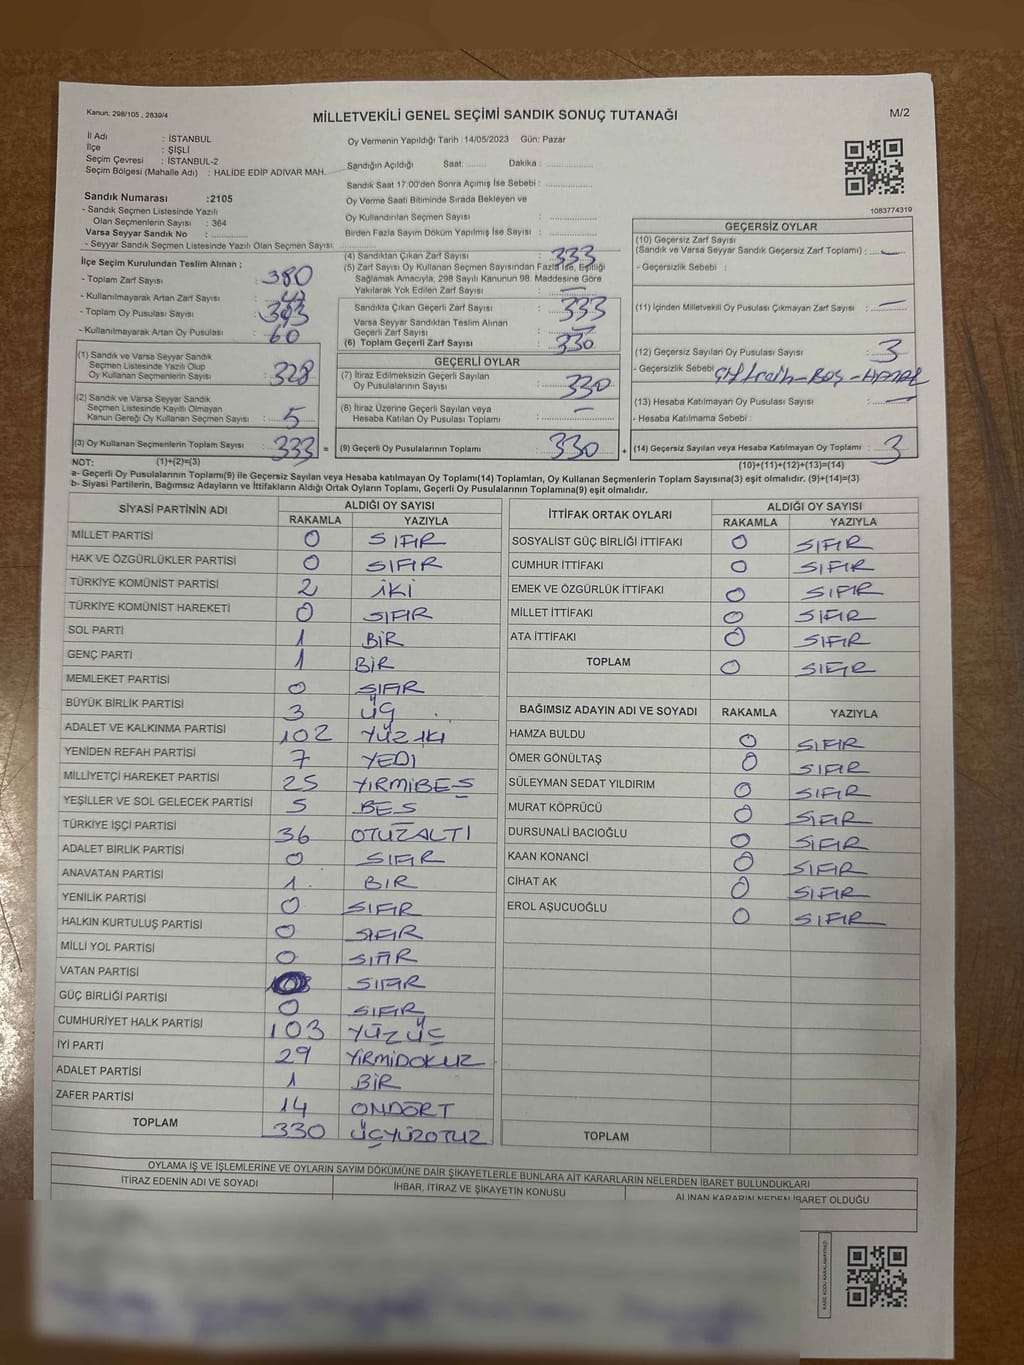 Kanun: 298/105 , 2839/4
MİLLETVEKİLİ GENEL SEÇİMİ SANDIK SONUÇ TUTANAĞI
M/2
İl Adı : İSTANBUL
İlçe : ŞİŞLİ
Seçim Çevresi : İSTANBUL-2
Seçim Bölgesi (Mahalle Adı) : HALİDE EDİP ADIVAR MAH.
Oy Vermenin Yapıldığı Tarih :14/05/2023 Gün: Pazar
Sandığın Açıldığı Saat: ........ Dakika : ....................
Sandık Saat 17:00'den Sonra Açımış İse Sebebi : ....................
Oy Verme Saati Bitiminde Sırada Bekleyen ve
Oy Kullandırılan Seçmen Sayısı : ....................
Birden Fazla Sayım Döküm Yapılmış İse Sayısı : ....................
1083774319
Sandık Numarası :2105
- Sandık Seçmen Listesinde Yazılı
Olan Seçmenlerin Sayısı : 364
Varsa Seyyar Sandık No : ....................
- Seyyar Sandık Seçmen Listesinde Yazılı Olan Seçmen Sayısı: ....................
İlçe Seçim Kurulundan Teslim Alınan ;
- Toplam Zarf Sayısı : 380
- Kullanılmayarak Artan Zarf Sayısı :
- Toplam Oy Pusulası Sayısı :
- Kullanılmayarak Artan Oy Pusulası : 60
(1) Sandık ve Varsa Seyyar Sandık
Seçmen Listesinde Yazılı Olup
Oy Kullanan Seçmenlerin Sayısı : 328
(2) Sandık ve Varsa Seyyar Sandık
Seçmen Listesinde Kayıtlı Olmayan
Kanun Gereği Oy Kullanan Seçmen Sayısı : 5
(3) Oy Kullanan Seçmenlerin Toplam Sayısı : 333 =
(4) Sandıktan Çıkan Zarf Sayısı : 333
(5) Zarf Sayısı Oy Kullanan Seçmen Sayısından Fazla İse, Eşitliği
Sağlamak Amacıyla, 298 Sayılı Kanunun 98. Maddesine Göre
Yakılarak Yok Edilen Zarf Sayısı : —
Sandıkta Çıkan Geçerli Zarf Sayısı : 333
Varsa Seyyar Sandıktan Teslim Alınan
Geçerli Zarf Sayısı : —
(6) Toplam Geçerli Zarf Sayısı : 330
GEÇERLİ OYLAR
(7) İtiraz Edilmeksizin Geçerli Sayılan
Oy Pusulasının Sayısı : 330
(8) İtiraz Üzerine Geçerli Sayılan veya
Hesaba Katılan Oy Pusulası Toplamı : —
(9) Geçerli Oy Pusulalarının Toplamı : 330 +
GEÇERSİZ OYLAR
(10) Geçersiz Zarf Sayısı
(Sandık ve Varsa Seyyar Sandık Geçersiz Zarf Toplamı) : —
- Geçersizlik Sebebi :
(11) İçinden Milletvekili Oy Pusulası Çıkmayan Zarf Sayısı : —
(12) Geçersiz Sayılan Oy Pusulası Sayısı : 3
- Geçersizlik Sebebi : - BOŞ -
(13) Hesaba Katılmayan Oy Pusulası Sayısı : —
- Hesaba Katılmama Sebebi :
(14) Geçersiz Sayılan veya Hesaba Katılmayan Oy Toplamı : 3
NOT: (1)+(2)=(3)
(10)+(11)+(12)+(13)=(14)
a- Geçerli Oy Pusulalarının Toplamı(9) ile Geçersiz Sayılan veya Hesaba katılmayan Oy Toplamı(14) Toplamları, Oy Kullanan Seçmenlerin Toplam Sayısına(3) eşit olmalıdır. (9)+(14)=(3)
b- Siyasi Partilerin, Bağımsız Adayların ve İttifakların Aldığı Oyların Toplamı, Geçerli Oy Pusulalarının Toplamına(9) eşit olmalıdır.
SİYASİ PARTİNİN ADI ALDIĞI OY SAYISI
RAKAMLA YAZIYLA
MİLLET PARTİSİ 0 SIFIR
HAK VE ÖZGÜRLÜKLER PARTİSİ 0 SIFIR
TÜRKİYE KOMÜNİST PARTİSİ 2 İKİ
TÜRKİYE KOMÜNİST HAREKETİ 0 SIFIR
SOL PARTİ 1 BİR
GENÇ PARTİ 1 BİR
MEMLEKET PARTİSİ 0 SIFIR
BÜYÜK BİRLİK PARTİSİ 3 ÜÇ
ADALET VE KALKINMA PARTİSİ 102 YÜZİKİ
YENİDEN REFAH PARTİSİ 7 YEDİ
MİLLİYETÇİ HAREKET PARTİSİ 25 YİRMİBEŞ
YEŞİLLER VE SOL GELECEK PARTİSİ 5 BEŞ
TÜRKİYE İŞÇİ PARTİSİ 36 OTUZALTI
ADALET BİRLİK PARTİSİ 0 SIFIR
ANAVATAN PARTİSİ 1 BİR
YENİLİK PARTİSİ 0 SIFIR
HALKIN KURTULUŞ PARTİSİ 0 SIFIR
MİLLİ YOL PARTİSİ 0 SIFIR
VATAN PARTİSİ SIFIR
GÜÇ BİRLİĞİ PARTİSİ 0 SIFIR
CUMHURİYET HALK PARTİSİ 103 YÜZÜÇ
İYİ PARTİ 29 YİRMİDOKUZ
ADALET PARTİSİ 1 BİR
ZAFER PARTİSİ 14 ONDÖRT
TOPLAM 330 ÜÇYÜZOTUZ
İTTİFAK ORTAK OYLARI ALDIĞI OY SAYISI
RAKAMLA YAZIYLA
SOSYALİST GÜÇ BİRLİĞİ İTTİFAKI 0 SIFIR
CUMHUR İTTİFAKI 0 SIFIR
EMEK VE ÖZGÜRLÜK İTTİFAKI 0 SIFIR
MİLLET İTTİFAKI 0 SIFIR
ATA İTTİFAKI 0 SIFIR
TOPLAM 0 SIFIR
BAĞIMSIZ ADAYIN ADI VE SOYADI RAKAMLA YAZIYLA
HAMZA BULDU 0 SIFIR
ÖMER GÖNÜLTAŞ 0 SIFIR
SÜLEYMAN SEDAT YILDIRIM 0 SIFIR
MURAT KÖPRÜCÜ 0 SIFIR
DURSUNALİ BACIOĞLU 0 SIFIR
KAAN KONANCİ 0 SIFIR
CİHAT AK 0 SIFIR
EROL AŞUCUOĞLU 0 SIFIR
TOPLAM
OYLAMA İŞ VE İŞLEMLERİNE VE OYLARIN SAYIM DÖKÜMÜNE DAİR ŞİKAYETLERLE BUNLARA AİT KARARLARIN NELERDEN İBARET BULUNDUKLARI
İTİRAZ EDENİN ADI VE SOYADI İHBAR, İTİRAZ VE ŞİKAYETİN KONUSU ALINAN KARARIN NEDEN İBARET OLDUĞU
KARE KODU KARALAMAYINIZ!